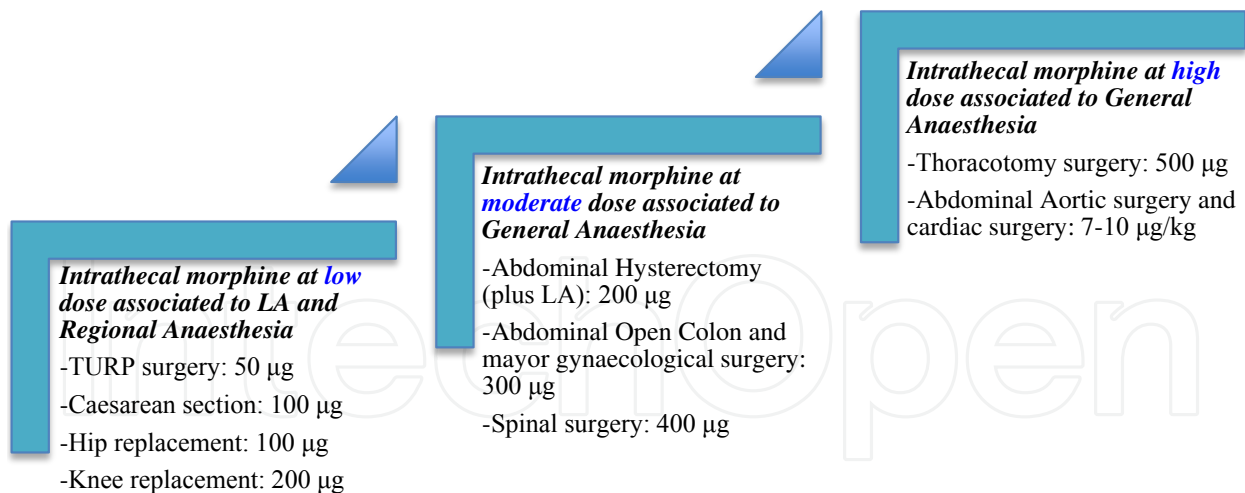 Intrathecal morphine at low
dose associated to LA and
Regional Anaesthesia
-TURP surgery: 50 μg
-Caesarean section: 100 μg
-Hip replacement: 100 μg
-Knee replacement: 200 μg
Intrathecal morphine at
moderate dose associated to
General Anaesthesia
-Abdominal Hysterectomy
(plus LA): 200 μg
-Abdominal Open Colon and
mayor gynaecological surgery:
300 μg
-Spinal surgery: 400 μg
Intrathecal morphine at high
dose associated to General
Anaesthesia
-Thoracotomy surgery: 500 μg
-Abdominal Aortic surgery and
cardiac surgery: 7-10 μg/kg
IntechOpen